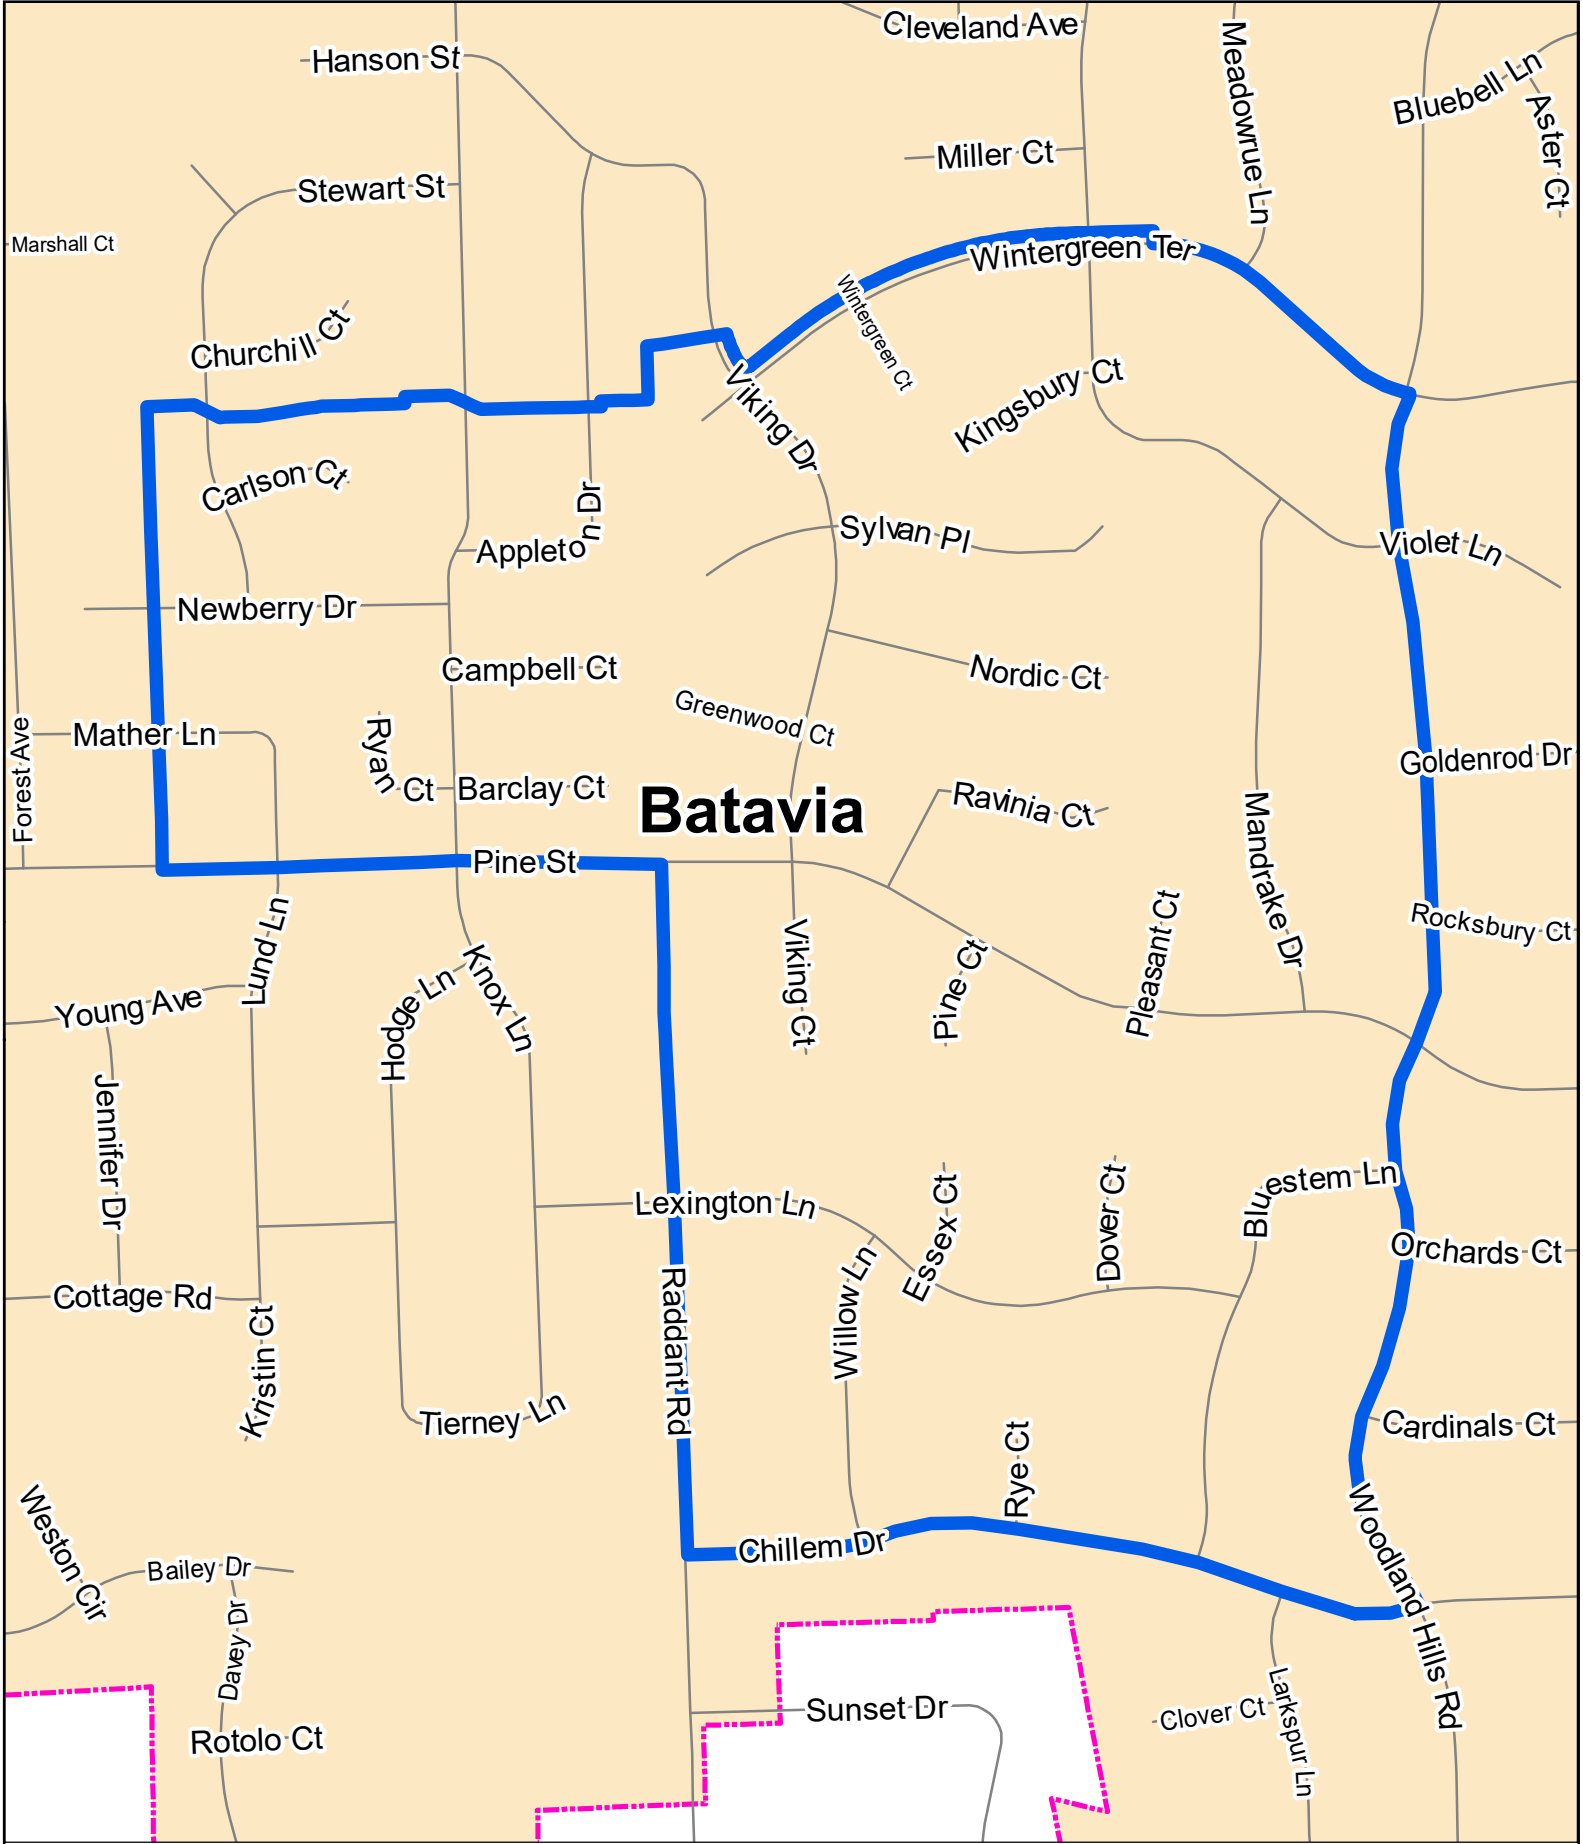 Cleveland Ave
Hanson St
Meadowrue Ln
Bluebell Ln
Aster Ct
Miller Ct
Stewart St
Marshall Ct
Wintergreen Ter
Wintergreen Ct
Churchill Ct
Viking Dr
Kingsbury Ct
Carlson Ct
Appleton Dr
Sylvan Pl
Violet Ln
Newberry Dr
Campbell Ct
Nordic Ct
Greenwood Ct
Forest Ave
Mather Ln
Ryan Ct
Barclay Ct
Goldenrod Dr
Batavia
Ravinia Ct
Mandrake Dr
Pine St
Lund Ln
Rocksbury Ct
Knox Ln
Viking Ct
Pine Ct
Pleasant Ct
Young Ave
Hodge Ln
Jennifer Dr
Lexington Ln
Essex Ct
Dover Ct
Bluestem Ln
Orchards Ct
Cottage Rd
Kristin Ct
Raddant Rd
Willow Ln
Tierney Ln
Rye Ct
Cardinals Ct
Weston Cir
Bailey Dr
Chillem Dr
Woodland Hills Rd
Davey Dr
Rotolo Ct
Sunset Dr
Clover Ct
Larkspur Ln